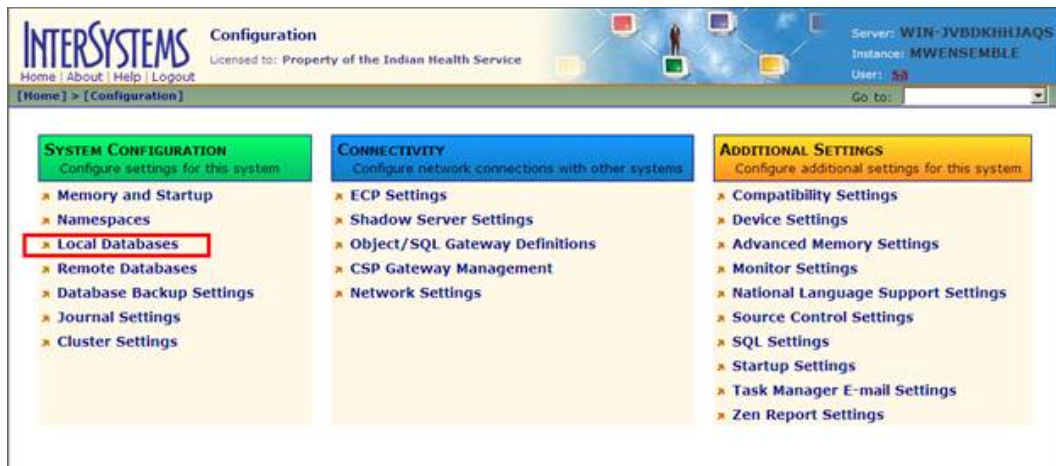 INTERSYSTEMS
Home | About | Help | Logout
Configuration
Licensed to: Property of the Indian Health Service
Server: WIN-JVBDKHHJAQS
Instance: MWENSEMBLE
User: sa
[Home] > [Configuration]
Go to:
SYSTEM CONFIGURATION
Configure settings for this system
Memory and Startup
Namespaces
Local Databases
Remote Databases
Database Backup Settings
Journal Settings
Cluster Settings
CONNECTIVITY
Configure network connections with other systems
ECP Settings
Shadow Server Settings
Object/SQL Gateway Definitions
CSP Gateway Management
Network Settings
ADDITIONAL SETTINGS
Configure additional settings for this system
Compatibility Settings
Device Settings
Advanced Memory Settings
Monitor Settings
National Language Support Settings
Source Control Settings
SQL Settings
Startup Settings
Task Manager E-mail Settings
Zen Report Settings